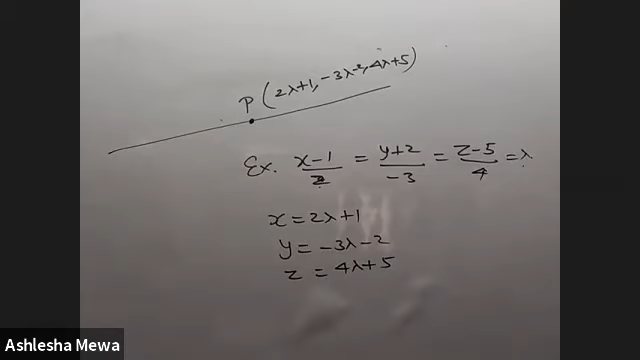 P (2λ+1, -3λ-2, 4λ+5)
Ex. x-1/2 = y+2/-3 = z-5/4 = λ
x = 2λ+1
y = -3λ-2
z = 4λ+5
Ashlesha Mewa